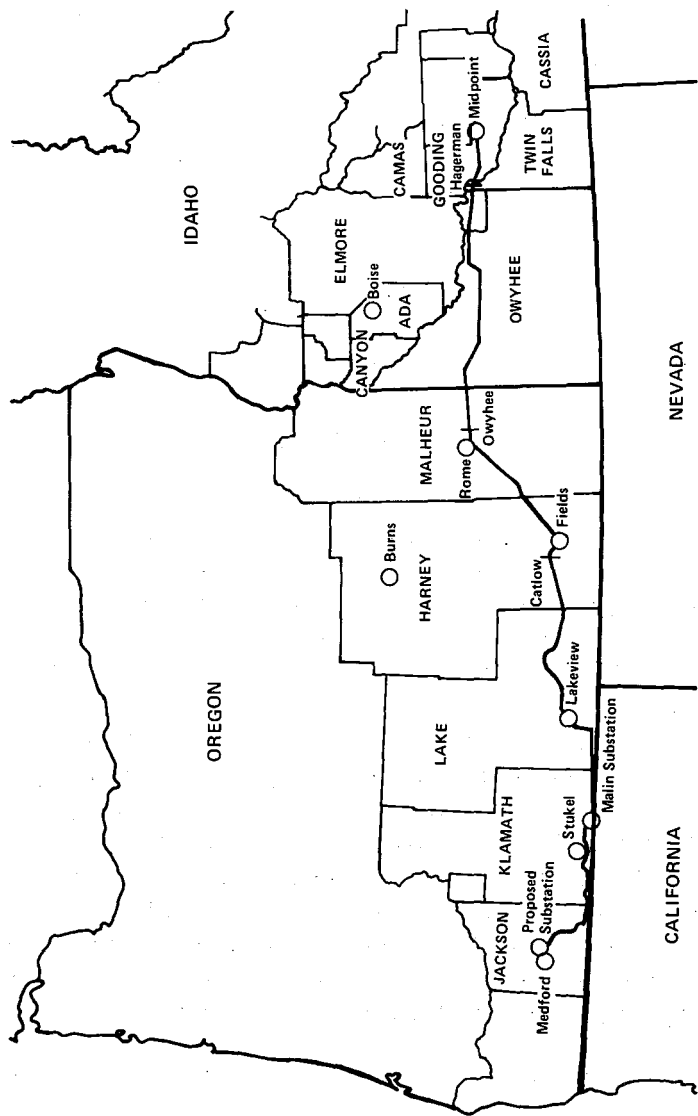 IDAHO
OREGON
CAMAS
GOODING
Hagerman
Midpoint
CASSIA
TWIN
FALLS
ELMORE
Boise
ADA
CANYON
OWYHEE
MALHEUR
Owyhee
Rome
Burns
HARNEY
Fields
Catlow
LAKE
Lakeview
KLAMATH
Malin Substation
Stukel
JACKSON
Proposed
Substation
Medford
NEVADA
CALIFORNIA